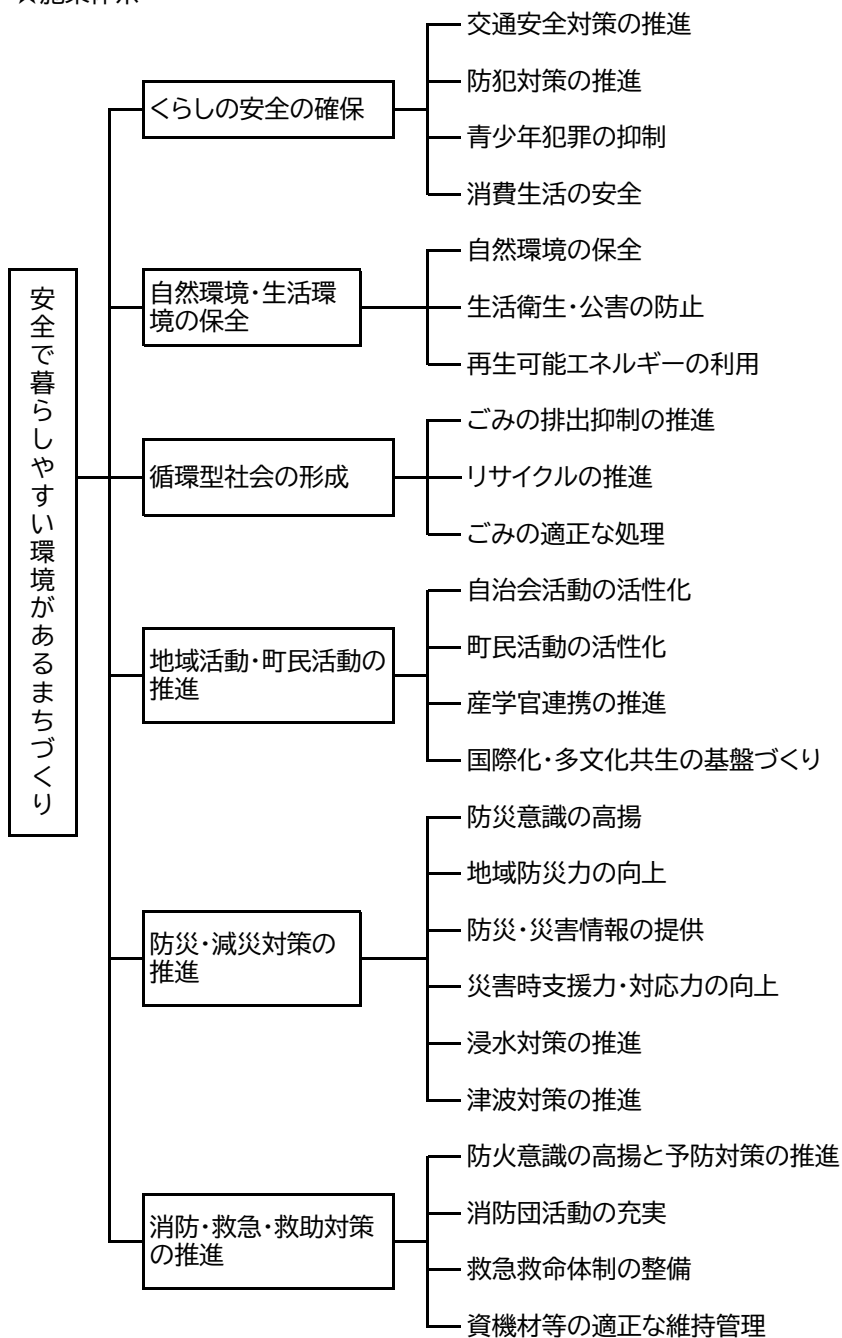 安全で暮らしやすい環境があるまちづくり
くらしの安全の確保
交通安全対策の推進
防犯対策の推進
青少年犯罪の抑制
消費生活の安全
自然環境・生活環
境の保全
自然環境の保全
生活衛生・公害の防止
再生可能エネルギーの利用
循環型社会の形成
ごみの排出抑制の推進
リサイクルの推進
ごみの適正な処理
地域活動・町民活動の
推進
自治会活動の活性化
町民活動の活性化
産学官連携の推進
国際化・多文化共生の基盤づくり
防災・減災対策の
推進
防災意識の高揚
地域防災力の向上
防災・災害情報の提供
災害時支援力・対応力の向上
浸水対策の推進
津波対策の推進
消防・救急・救助対策
の推進
防火意識の高揚と予防対策の推進
消防団活動の充実
救急救命体制の整備
資機材等の適正な維持管理